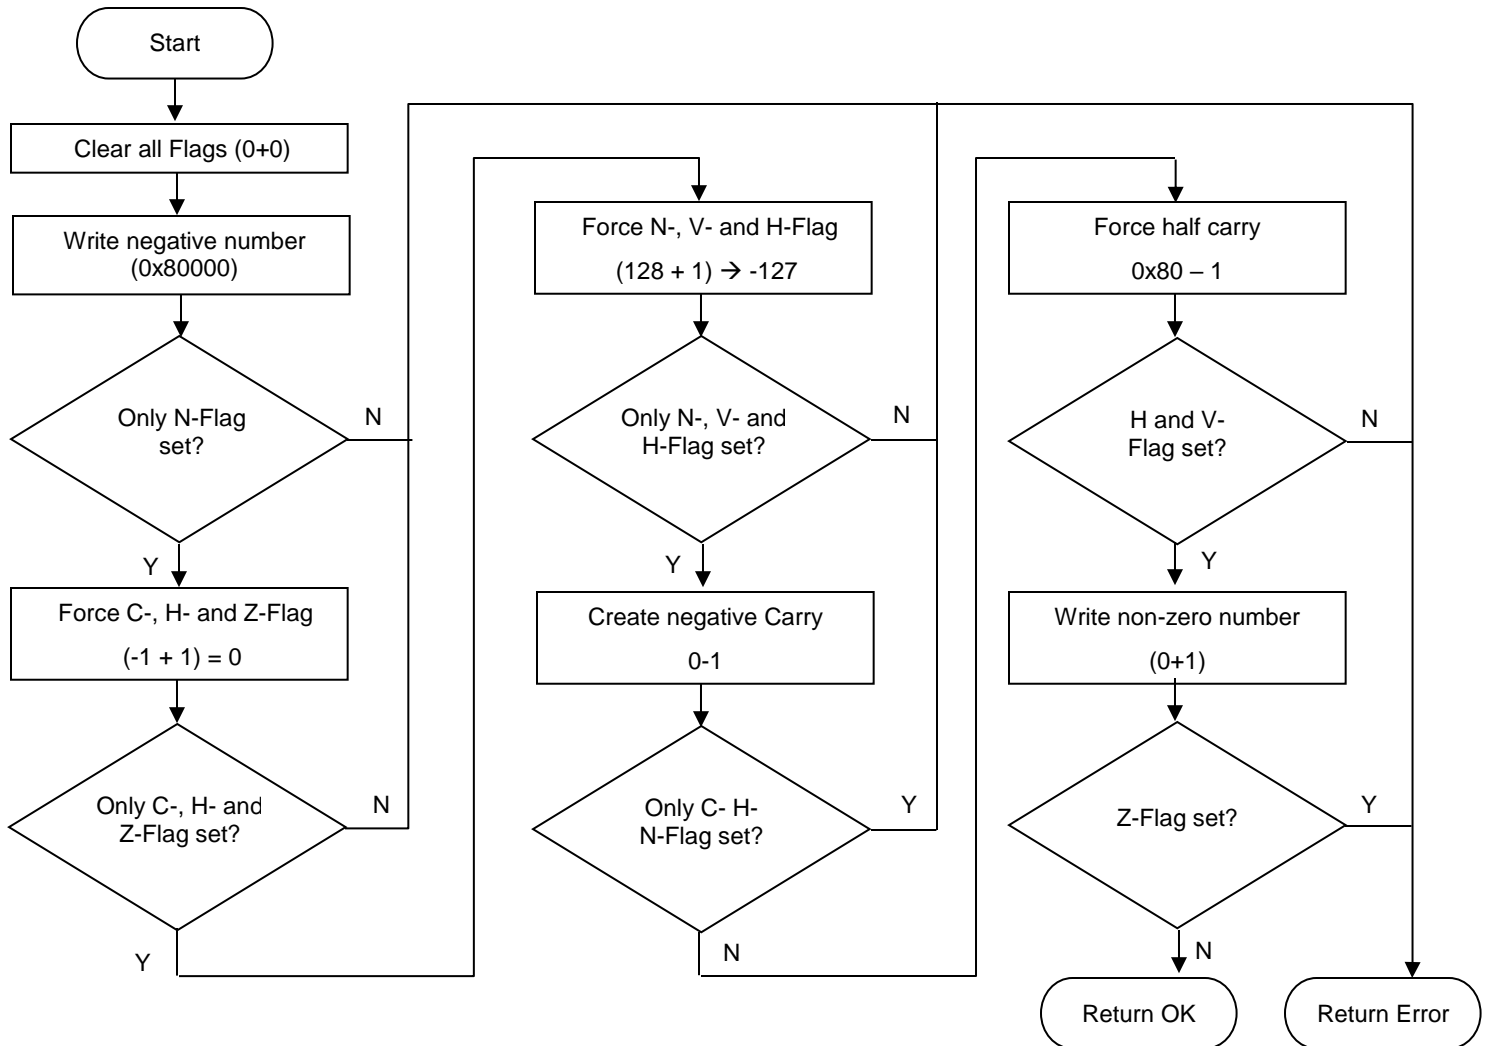 Start
Clear all Flags (0+0)
Write negative number
(0x80000)
Only N-Flag
set?
N
Y
Force C-, H- and Z-Flag
(-1 + 1) = 0
Only C-, H- and
Z-Flag set?
N
Y
Force N-, V- and H-Flag
(128 + 1) → -127
Only N-, V- and
H-Flag set?
N
Y
Create negative Carry
0-1
Only C- H-
N-Flag set?
Y
N
Force half carry
0x80 – 1
H and V-
Flag set?
N
Y
Write non-zero number
(0+1)
Z-Flag set?
Y
N
Return OK
Return Error